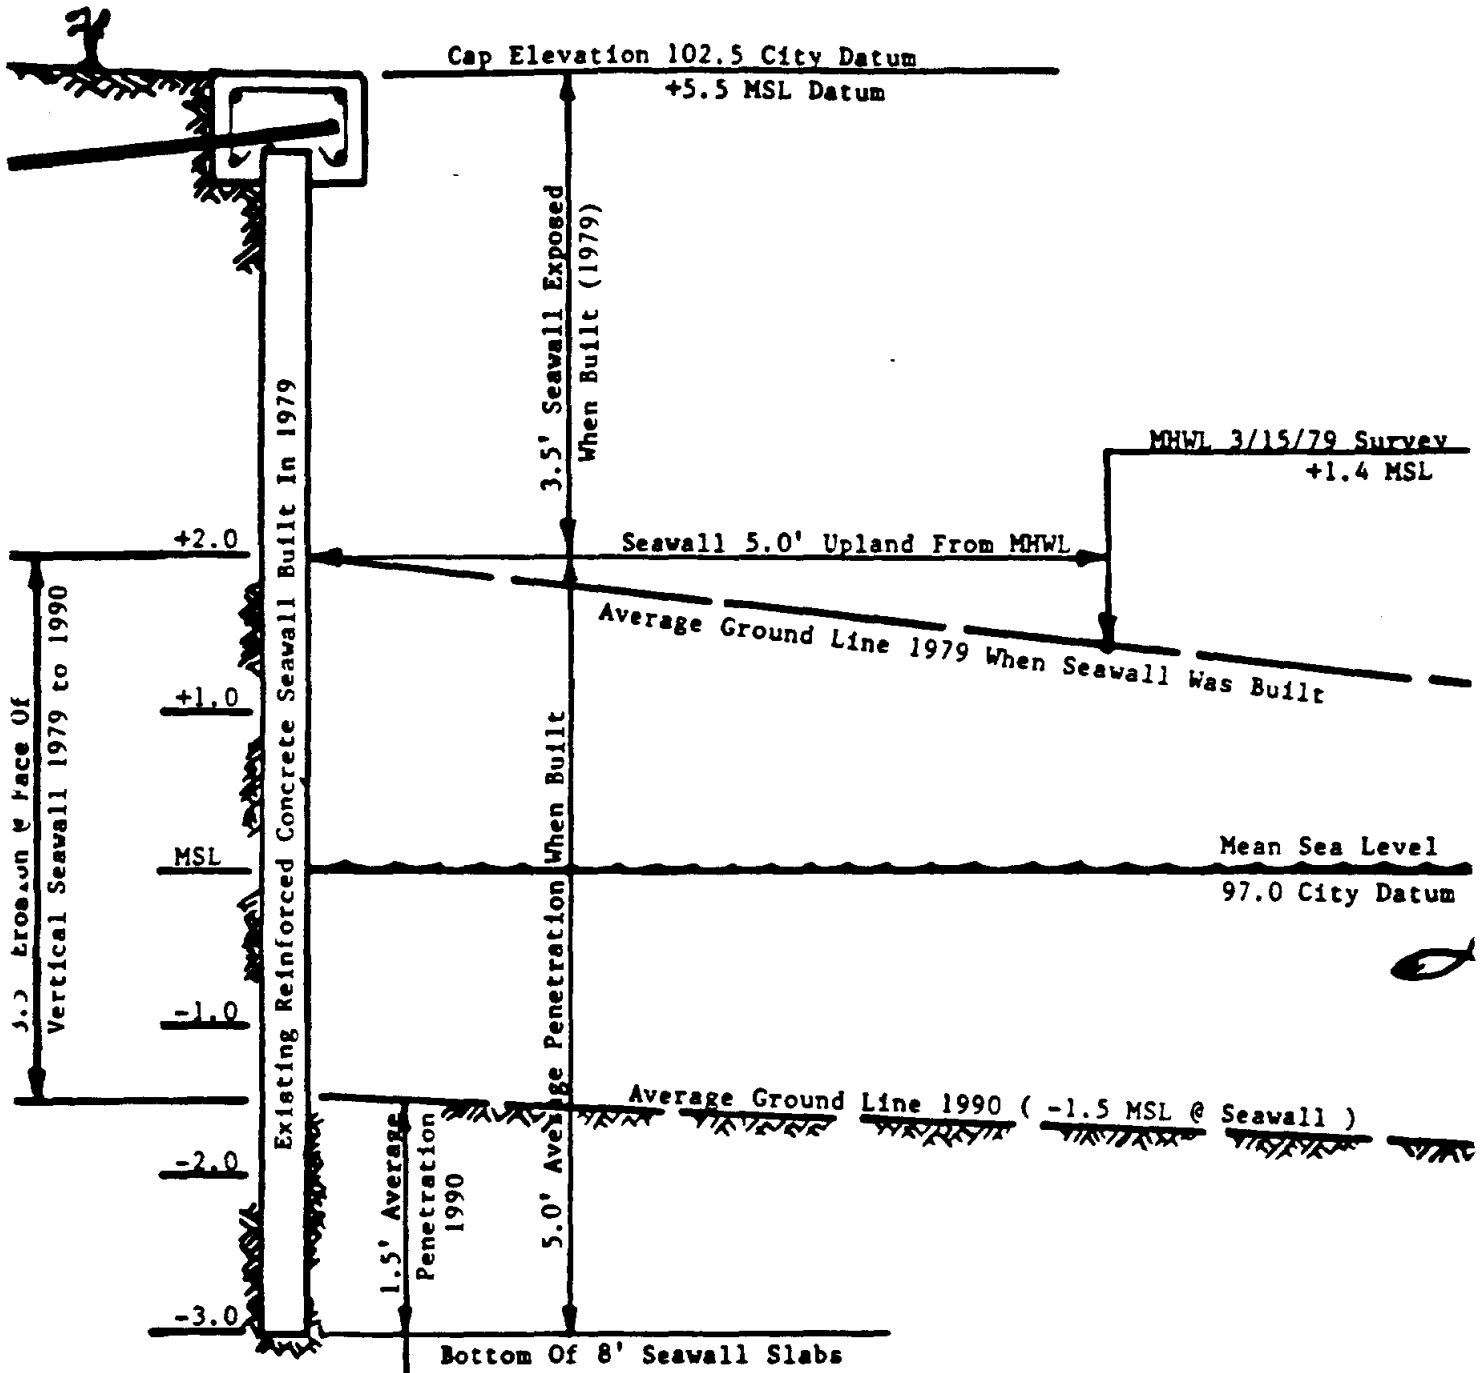 Cap Elevation 102.5 City Datum
+5.5 MSL Datum
3.5' Seawall Exposed
When Built (1979)
MHWL 3/15/79 Survey
+1.4 MSL
+2.0
Seawall 5.0' Upland From MHWL
Average Ground Line 1979 When Seawall Was Built
+1.0
Existing Reinforced Concrete Seawall Built In 1979
Erosion @ Face Of
Vertical Seawall 1979 to 1990
5.0' Average Penetration When Built
MSL
Mean Sea Level
97.0 City Datum
-1.0
Average Ground Line 1990 ( -1.5 MSL @ Seawall )
1.5' Average
Penetration
1990
-2.0
-3.0
Bottom Of 8' Seawall Slabs